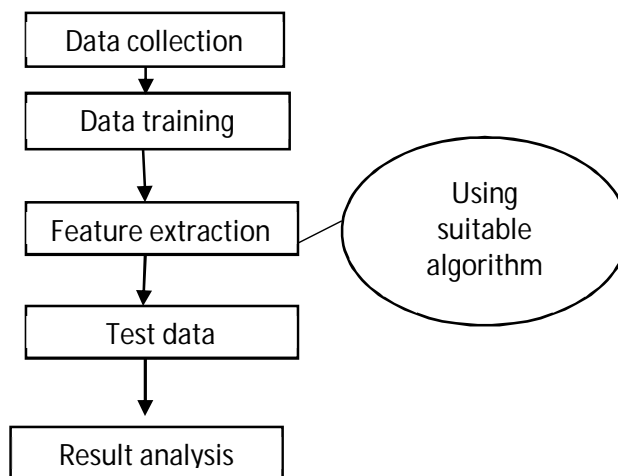 Data collection
Data training
Feature extraction
Using
suitable
algorithm
Test data
Result analysis